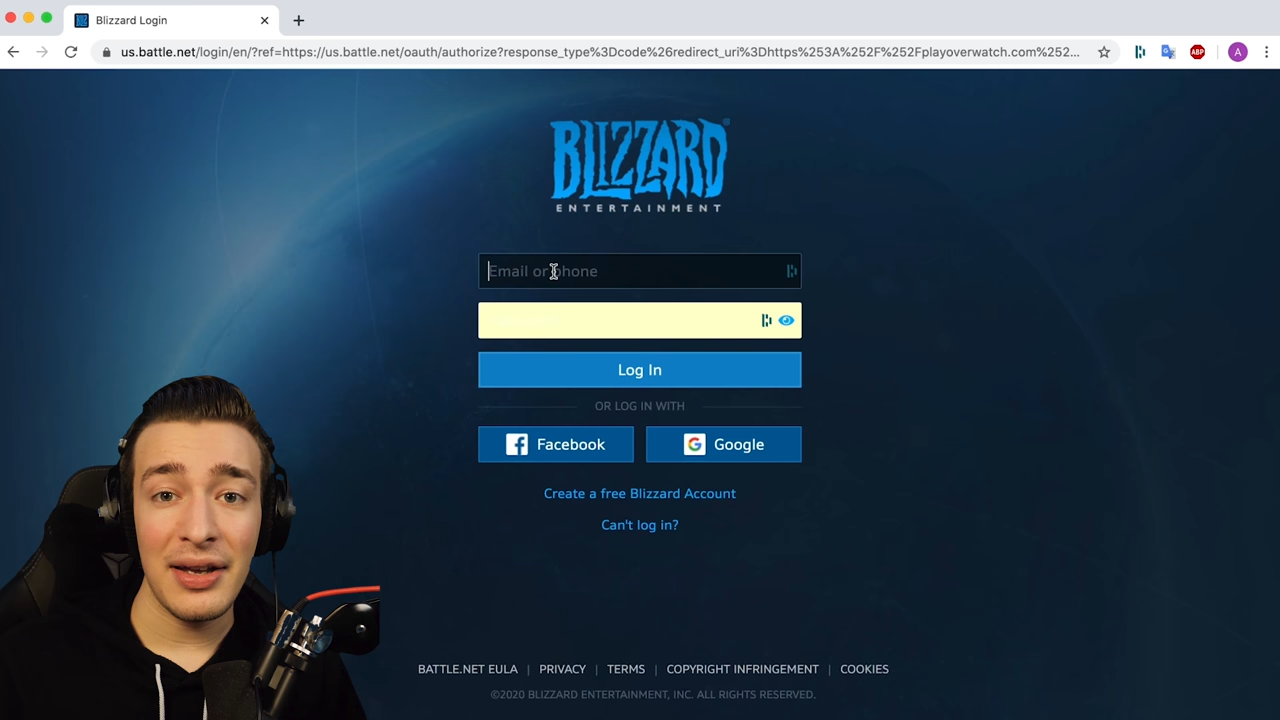 Blizzard Login
us.battle.net/login/en/?ref=https://us.battle.net/oauth/authorize?response_type%3Dcode%26redirect_uri%3Dhttps%253A%252F%252Fplayoverwatch.com%252...
ABP
A
BLIZZARD
ENTERTAINMENT
Email or phone
Log In
OR LOG IN WITH
Facebook
Google
Create a free Blizzard Account
Can't log in?
BATTLE.NET EULA | PRIVACY | TERMS | COPYRIGHT INFRINGEMENT | COOKIES
©2020 BLIZZARD ENTERTAINMENT, INC. ALL RIGHTS RESERVED.